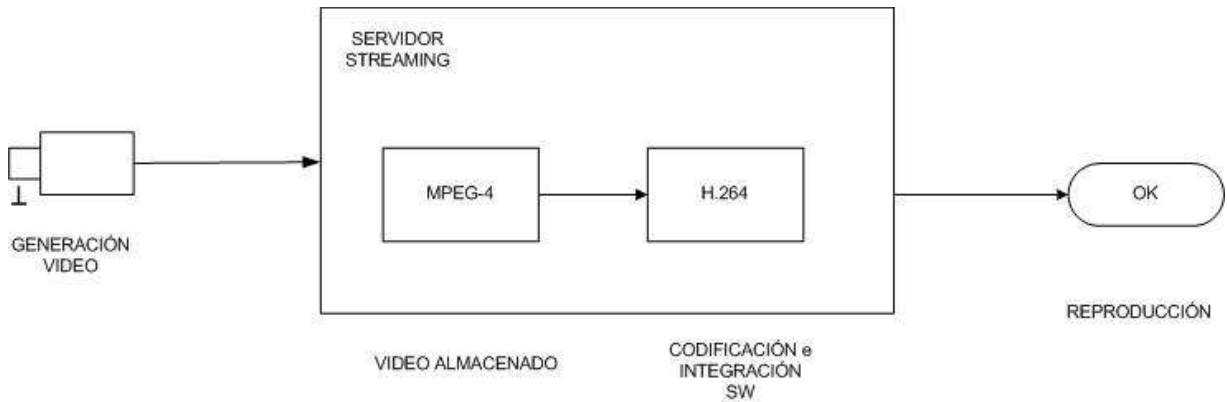 SERVIDOR
STREAMING
MPEG-4
H.264
OK
GENERACIÓN
VIDEO
REPRODUCCIÓN
VIDEO ALMACENADO
CODIFICACIÓN e
INTEGRACIÓN
SW